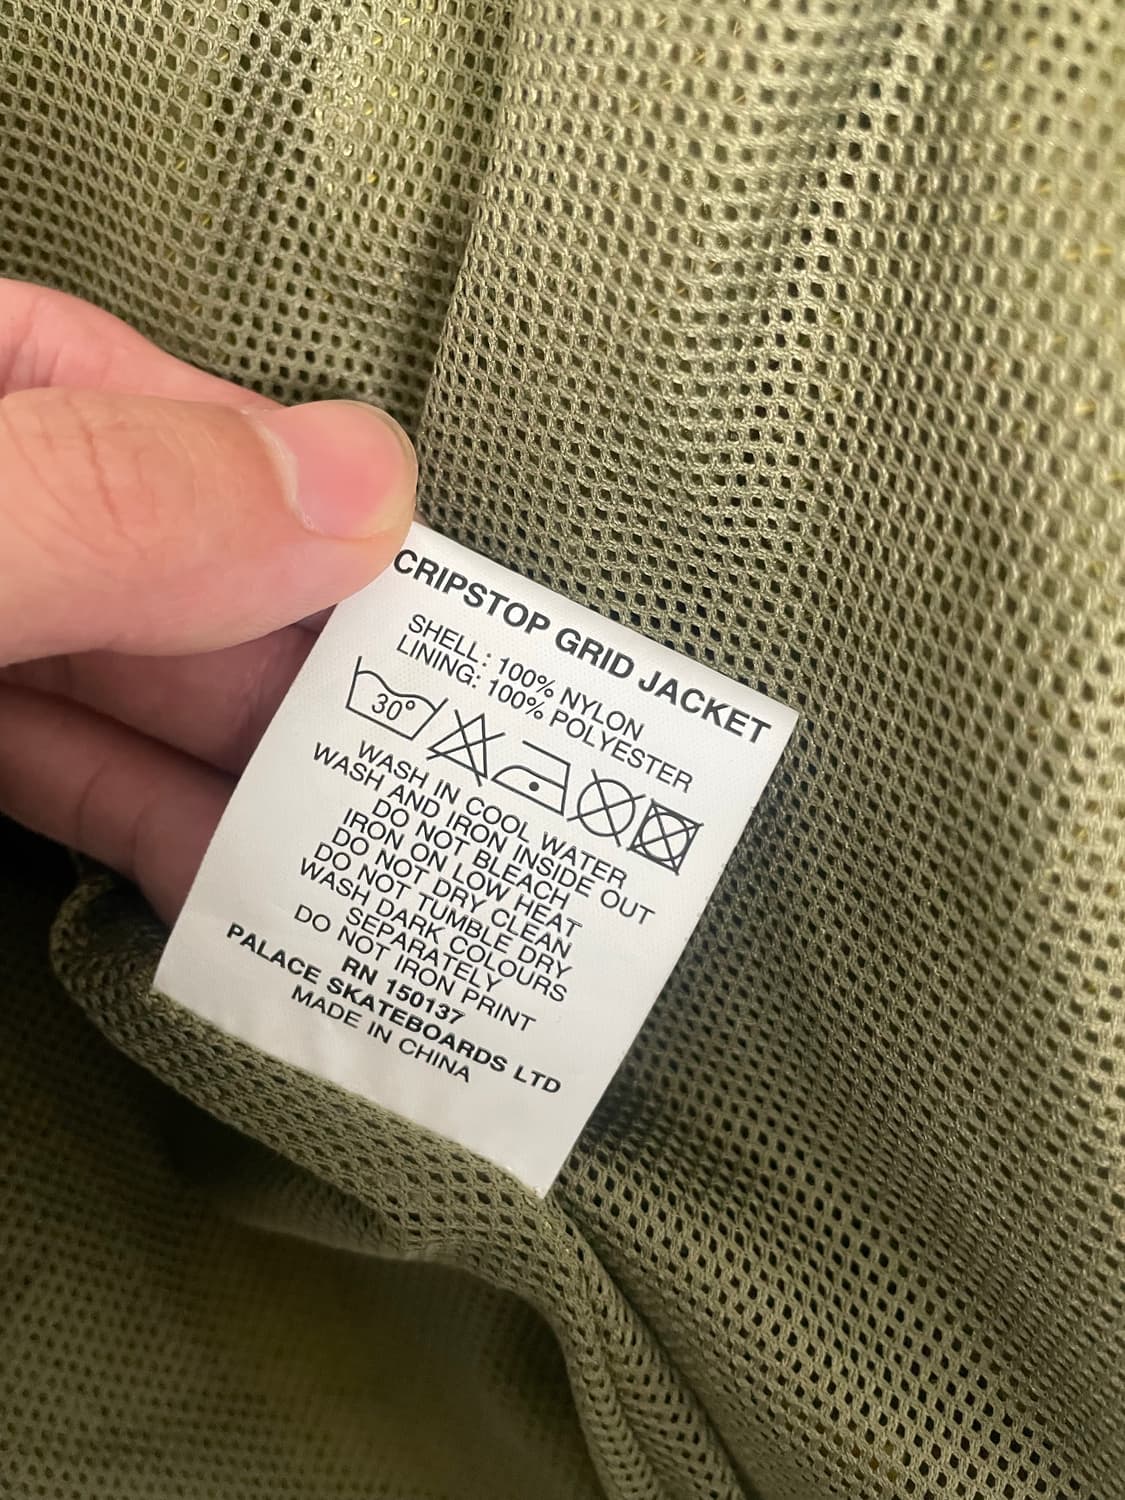 CRIPSTOP GRID JACKET
SHELL: 100% NYLON
LINING: 100% POLYESTER
30°
WASH IN COOL WATER
WASH AND IRON INSIDE OUT
DO NOT BLEACH
IRON ON LOW HEAT
DO NOT DRY CLEAN
DO NOT TUMBLE DRY
WASH DARK COLOURS
SEPARATELY
DO NOT IRON PRINT
RN 150137
PALACE SKATEBOARDS LTD
MADE IN CHINA